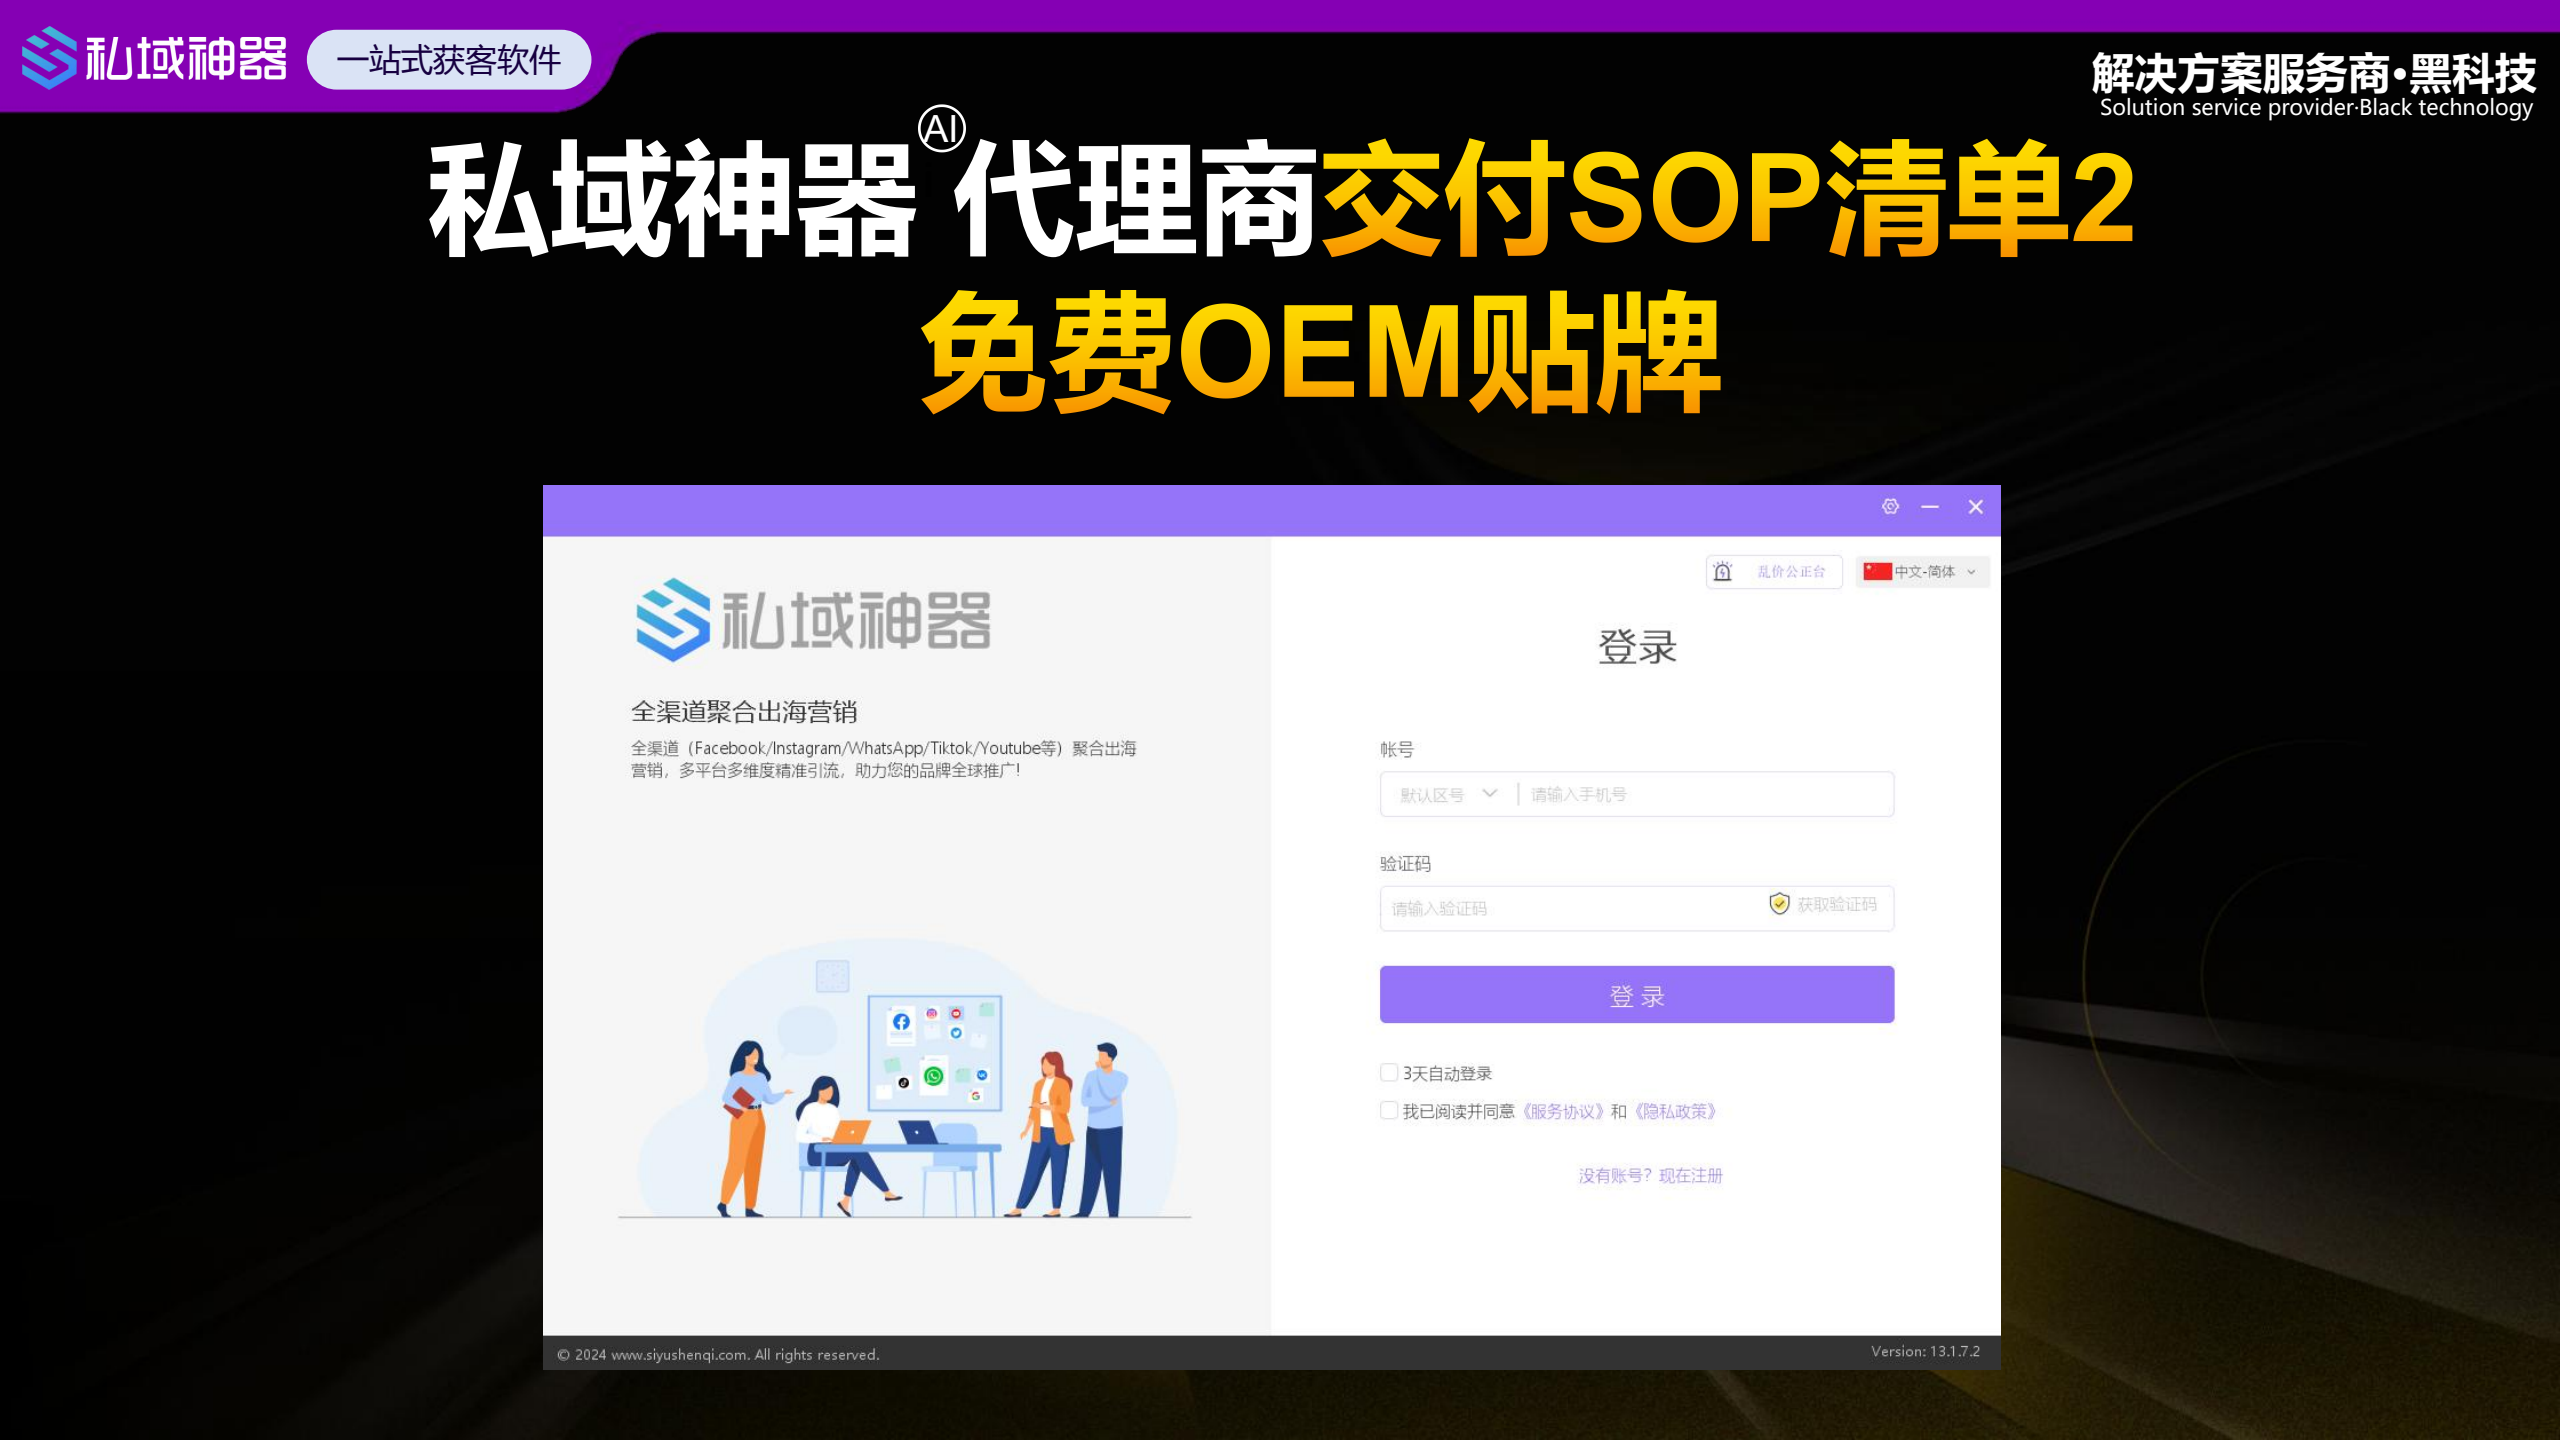 私域神器
一站式获客软件
解决方案服务商•黑科技
Solution service provider·Black technology
私域神器AI代理商交付SOP清单2
免费OEM贴牌
乱价公正台
中文-简体
私域神器
登录
全渠道聚合出海营销
全渠道（Facebook/Instagram/WhatsApp/Tiktok/Youtube等）聚合出海
营销，多平台多维度精准引流，助力您的品牌全球推广！
帐号
默认区号
请输入手机号
验证码
请输入验证码
获取验证码
登 录
3天自动登录
我已阅读并同意《服务协议》和《隐私政策》
没有账号？现在注册
© 2024 www.siyushenqi.com. All rights reserved.
Version: 13.1.7.2